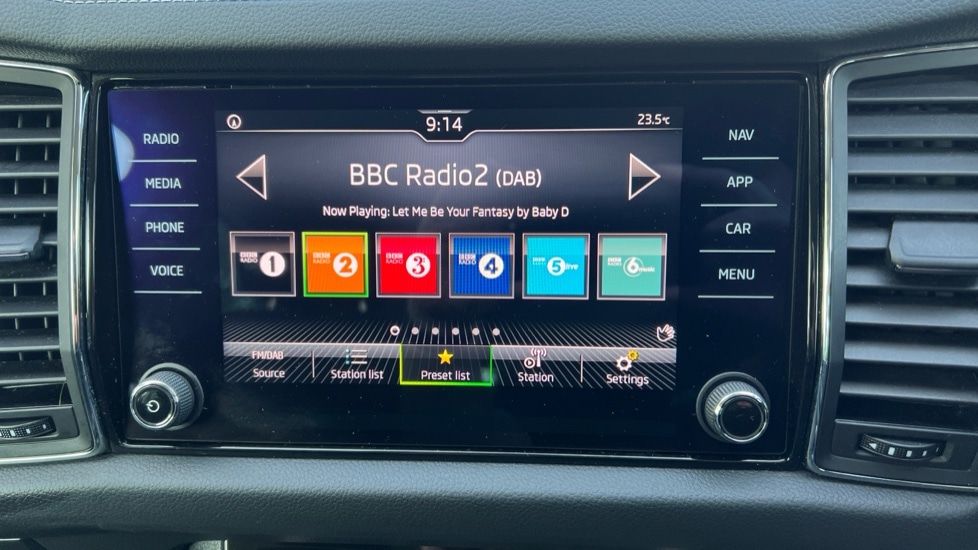 9:14
23.5°C
RADIO
MEDIA
PHONE
VOICE
NAV
APP
CAR
MENU
BBC Radio2 (DAB)
Now Playing: Let Me Be Your Fantasy by Baby D
BBC RADIO 1
BBC RADIO 2
BBC RADIO 3
BBC RADIO 4
BBC RADIO 5 live
BBC RADIO 6 music
FM/DAB
Source
Station list
Preset list
Station
Settings